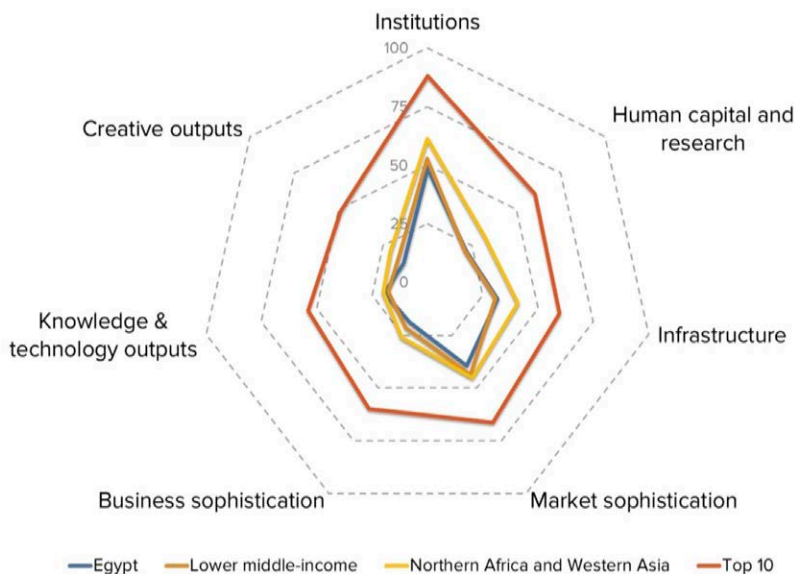 Institutions
100
Human capital and
research
75
Creative outputs
50
25
0
Knowledge &
technology outputs
Infrastructure
Business sophistication
Market sophistication
Egypt
Lower middle-income
Northern Africa and Western Asia
Top 10